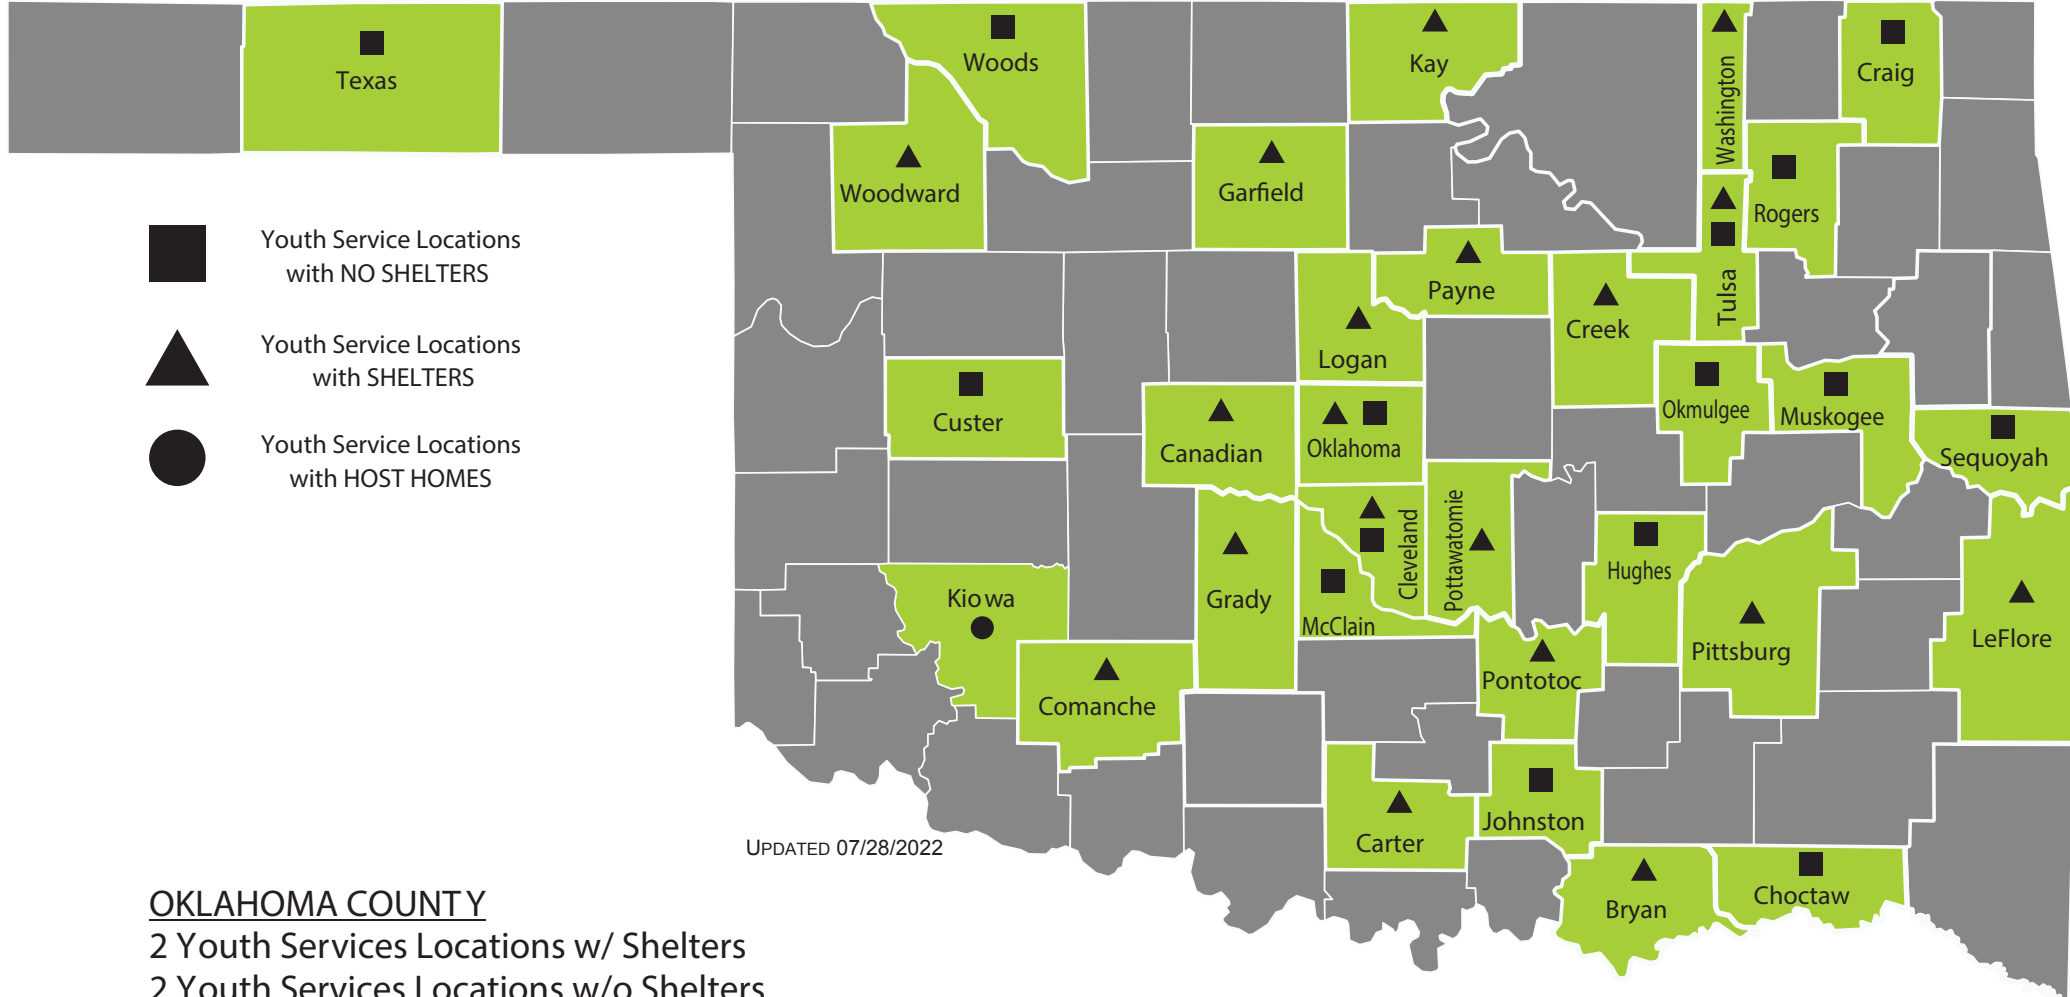 Texas
Woods
Kay
Washington
Craig
Woodward
Garfield
Rogers
Youth Service Locations
with NO SHELTERS
Payne
Tulsa
Creek
Youth Service Locations
with SHELTERS
Logan
Custer
Okmulgee
Muskogee
Canadian
Oklahoma
Sequoyah
Youth Service Locations
with HOST HOMES
Cleveland
Pottawatomie
Hughes
Kiowa
Grady
McClain
LeFlore
Pittsburg
Pontotoc
Comanche
Johnston
Carter
UPDATED 07/28/2022
Choctaw
Bryan
OKLAHOMA COUNTY
2 Youth Services Locations w/ Shelters
2 Youth Services Locations w/o Shelters